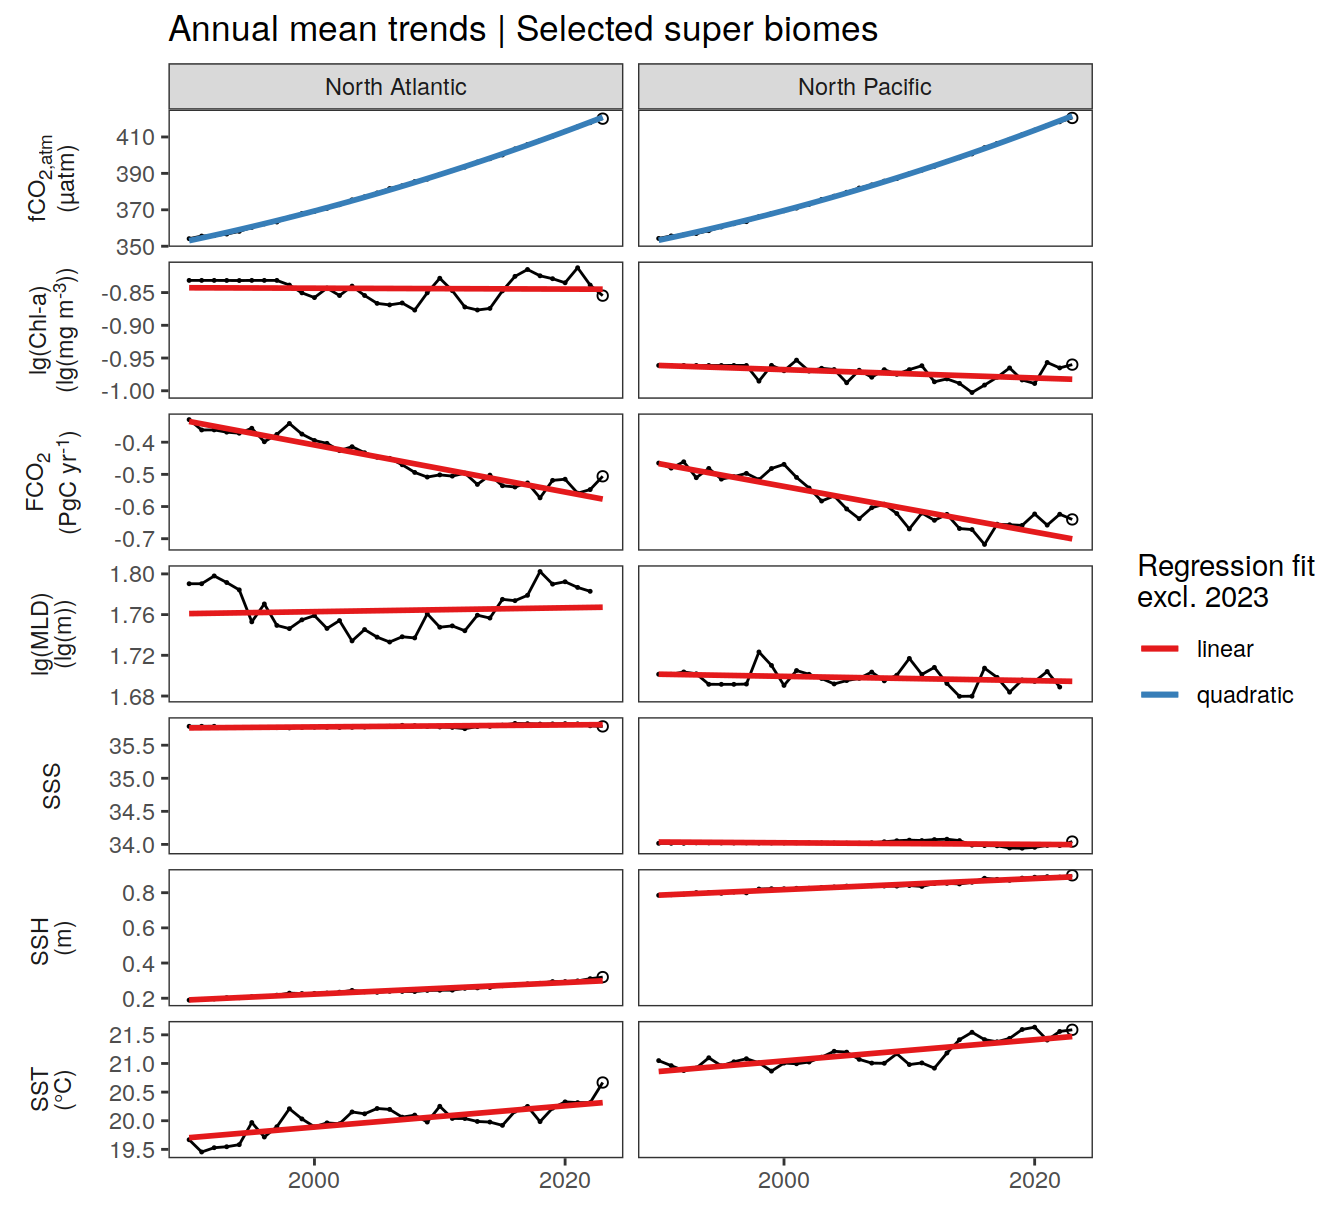 Annual mean trends | Selected super biomes
North Atlantic
North Pacific
fCO2,atm
(µatm)
410
390
370
350
lg(Chl-a)
(lg(mg m-3))
-0.85
-0.90
-0.95
-1.00
FCO2
(PgC yr-1)
-0.4
-0.5
-0.6
-0.7
lg(MLD)
(lg(m))
1.80
1.76
1.72
1.68
SSS
35.5
35.0
34.5
34.0
SSH
(m)
0.8
0.6
0.4
0.2
SST
(°C)
21.5
21.0
20.5
20.0
19.5
2000
2020
2000
2020
Regression fit
excl. 2023
linear
quadratic